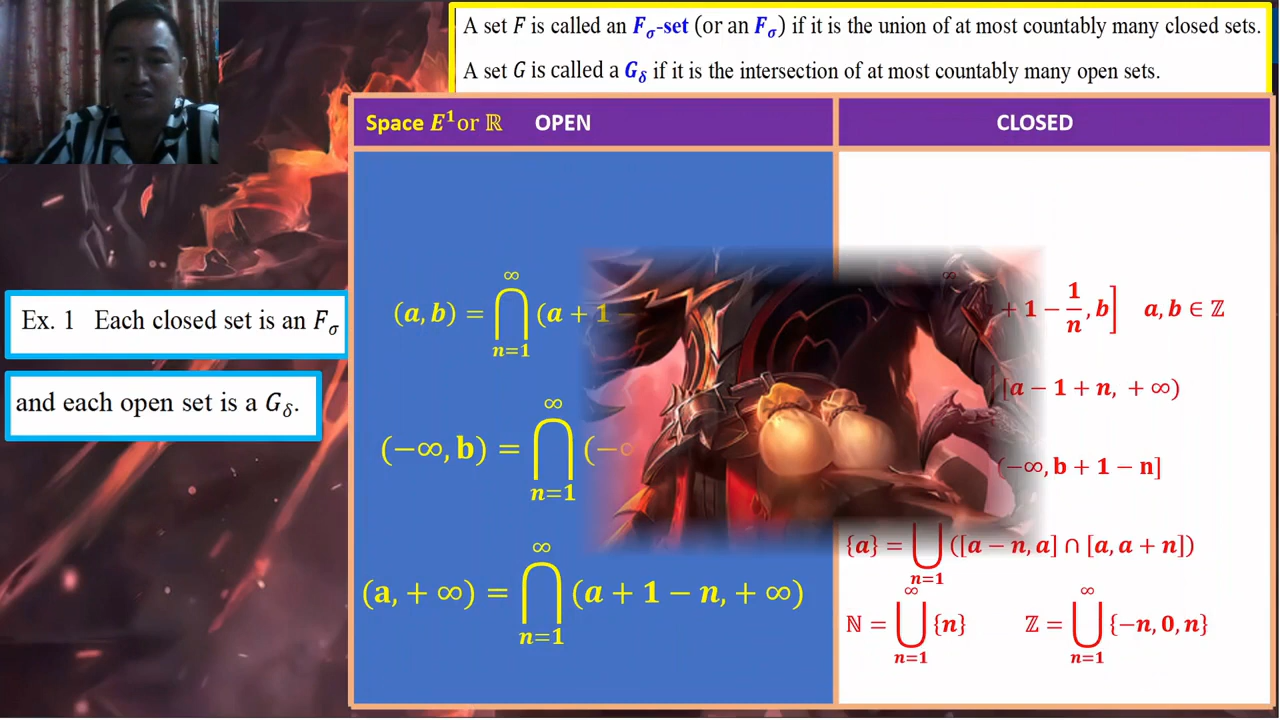 A set F is called an Fσ-set (or an Fσ) if it is the union of at most countably many closed sets.
A set G is called a Gδ if it is the intersection of at most countably many open sets.
Space E¹ or ℝ OPEN CLOSED
Ex. 1 Each closed set is an Fσ
and each open set is a Gδ.
(a, b) = ⋂_{n=1}^{∞} (a + 1 −
(−∞, b) = ⋂_{n=1}^{∞} (−∞
(a, + ∞) = ⋂_{n=1}^{∞} (a + 1 − n, + ∞)
∞ + 1 − 1/n , b] a, b ∈ ℤ
[a − 1 + n, + ∞)
(−∞, b + 1 − n]
{a} = ⋃_{n=1} ([a − n, a] ∩ [a, a + n])
ℕ = ⋃_{n=1}^{∞} {n} ℤ = ⋃_{n=1}^{∞} {−n, 0, n}